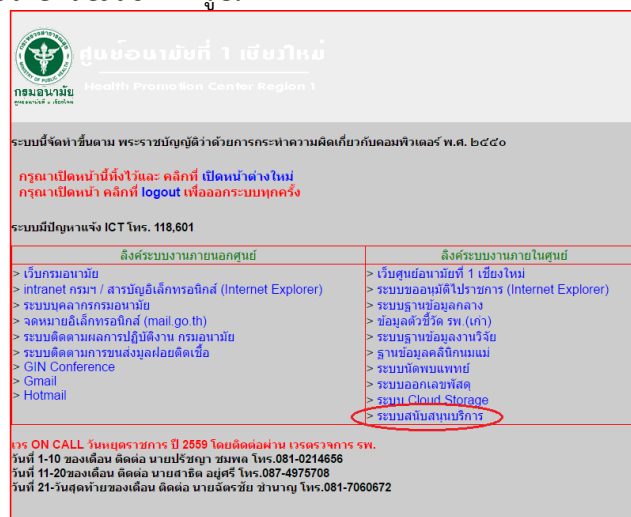 ศูนย์อนามัยที่ 1 เชียงใหม่
Health Promotion Center Region 1
กรมอนามัย
ระบบนี้จัดทำขึ้นตาม พระราชบัญญัติว่าด้วยการกระทำความผิดเกี่ยวกับคอมพิวเตอร์ พ.ศ. ๒๕๕๐
กรุณาเปิดหน้านี้ทิ้งไว้และ คลิกที่ เปิดหน้าต่างใหม่
กรุณาเปิดหน้า คลิกที่ logout เพื่อออกระบบทุกครั้ง
ระบบมีปัญหาแจ้ง ICT โทร. 118,601
ลิงค์ระบบงานภายนอกศูนย์
> เว็บกรมอนามัย
> intranet กรมฯ / สารบัญอิเล็กทรอนิกส์ (Internet Explorer)
> ระบบบุคลากรกรมอนามัย
> จดหมายอิเล็กทรอนิกส์ (mail.go.th)
> ระบบติดตามผลการปฏิบัติงาน กรมอนามัย
> ระบบติดตามการขนส่งมูลฝอยติดเชื้อ
> GIN Conference
> Gmail
> Hotmail
ลิงค์ระบบงานภายในศูนย์
> เว็บศูนย์อนามัยที่ 1 เชียงใหม่
> ระบบขออนุมัติไปราชการ (Internet Explorer)
> ระบบฐานข้อมูลกลาง
> ข้อมูลตัวชี้วัด รพ.(เก่า)
> ระบบฐานข้อมูลงานวิจัย
> ฐานข้อมูลคลินิกนมแม่
> ระบบนัดพบแพทย์
> ระบบออกเลขพัสดุ
> ระบบ Cloud Storage
> ระบบสนับสนุนบริการ
เวร ON CALL วันหยุดราชการ ปี 2559 โดยติดต่อผ่าน เวรตรวจการ รพ.
วันที่ 1-10 ของเดือน ติดต่อ นายปรัชญา ชมพล โทร.081-0214656
วันที่ 11-20ของเดือน ติดต่อ นายสาธิต อยู่ศรี โทร.087-4975708
วันที่ 21-วันสุดท้ายของเดือน ติดต่อ นายฉัตรชัย ชำนาญ โทร.081-7060672